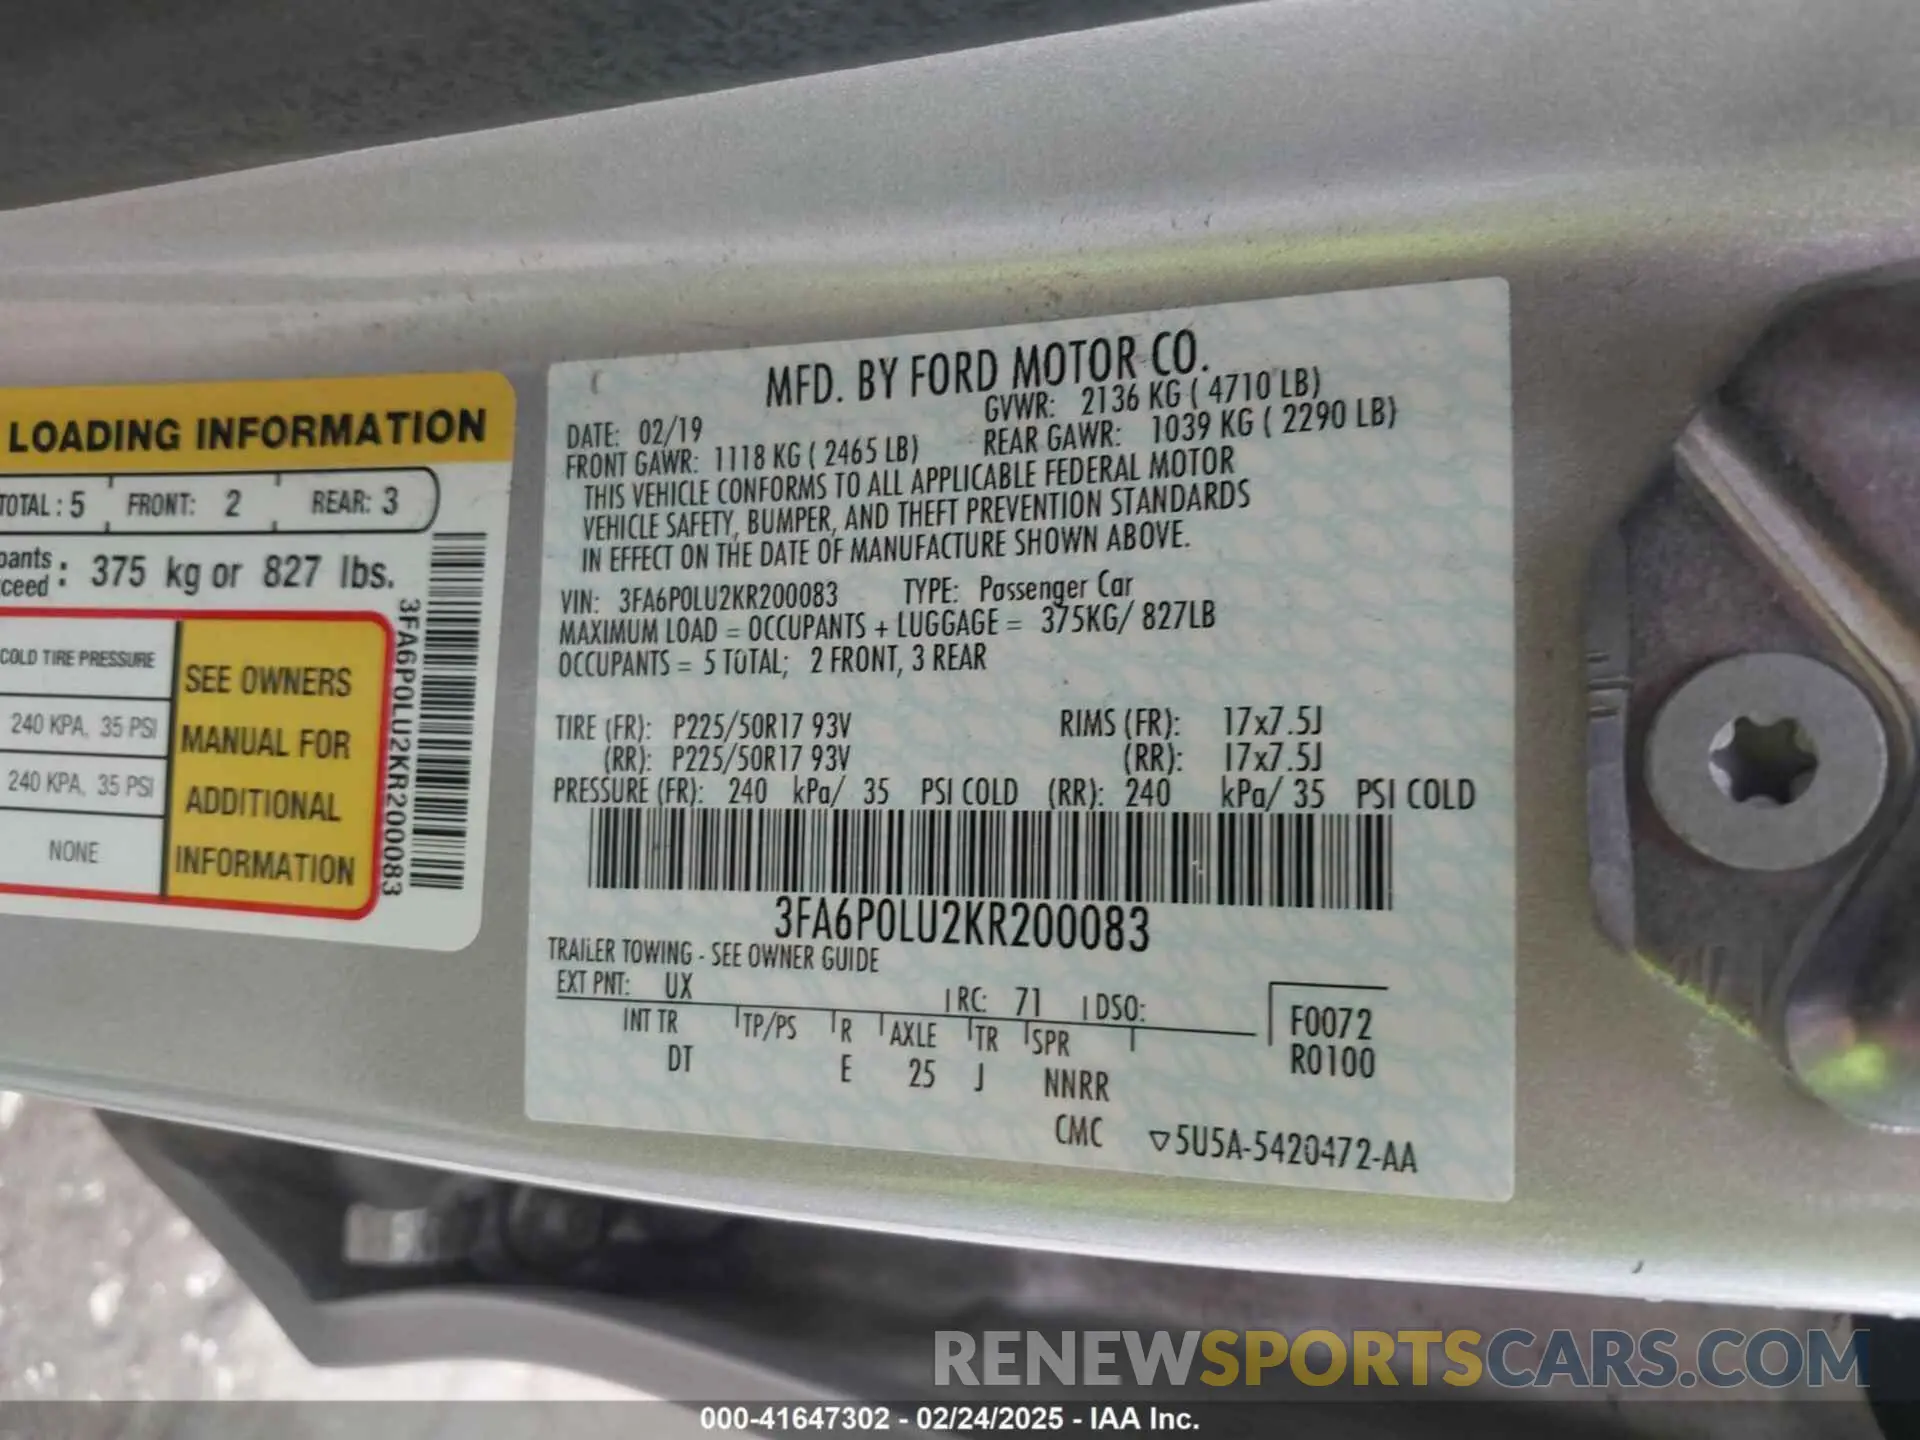 LOADING INFORMATION
TOTAL : 5 FRONT: 2 REAR: 3
pants
ceed : 375 kg or 827 lbs.
COLD TIRE PRESSURE
240 KPA, 35 PSI
240 KPA, 35 PSI
NONE
SEE OWNERS
MANUAL FOR
ADDITIONAL
INFORMATION
3FA6P0LU2KR200083
MFD. BY FORD MOTOR CO.
DATE: 02/19 GVWR: 2136 KG ( 4710 LB)
FRONT GAWR: 1118 KG ( 2465 LB) REAR GAWR: 1039 KG ( 2290 LB)
THIS VEHICLE CONFORMS TO ALL APPLICABLE FEDERAL MOTOR
VEHICLE SAFETY, BUMPER, AND THEFT PREVENTION STANDARDS
IN EFFECT ON THE DATE OF MANUFACTURE SHOWN ABOVE.
VIN: 3FA6P0LU2KR200083 TYPE: Passenger Car
MAXIMUM LOAD = OCCUPANTS + LUGGAGE = 375KG/ 827LB
OCCUPANTS = 5 TOTAL; 2 FRONT, 3 REAR
TIRE (FR): P225/50R17 93V RIMS (FR): 17x7.5J
(RR): P225/50R17 93V (RR): 17x7.5J
PRESSURE (FR): 240 kPa/ 35 PSI COLD (RR): 240 kPa/ 35 PSI COLD
3FA6P0LU2KR200083
TRAILER TOWING - SEE OWNER GUIDE
EXT PNT: UX RC: 71 DSO:
INT TR TP/PS R AXLE TR SPR
DT E 25 J NNRR
F0072
R0100
CMC ▽5U5A-5420472-AA
RENEWSPORTSCARS.COM
000-41647302 - 02/24/2025 - IAA Inc.